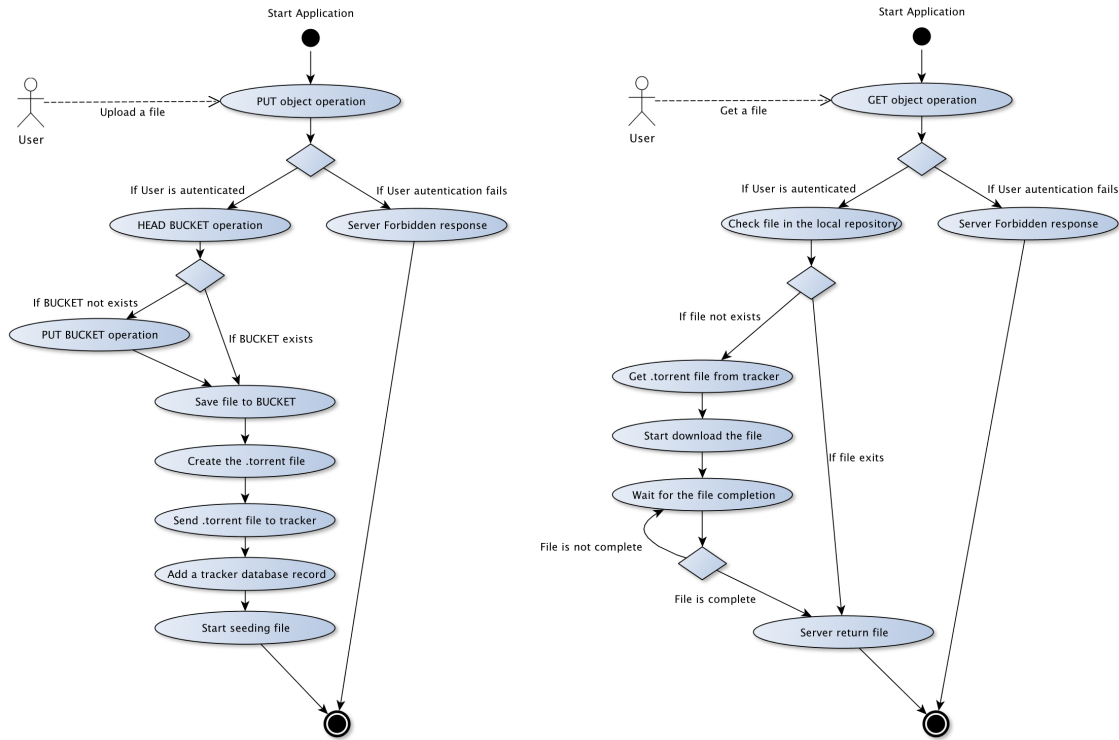 Start Application
PUT object operation
Upload a file
User
If User is autenticated
If User autentication fails
HEAD BUCKET operation
Server Forbidden response
If BUCKET not exists
PUT BUCKET operation
If BUCKET exists
Save file to BUCKET
Create the .torrent file
Send .torrent file to tracker
Add a tracker database record
Start seeding file
Start Application
GET object operation
Get a file
User
If User is autenticated
If User autentication fails
Check file in the local repository
Server Forbidden response
If file not exists
Get .torrent file from tracker
Start download the file
If file exits
Wait for the file completion
File is not complete
File is complete
Server return file